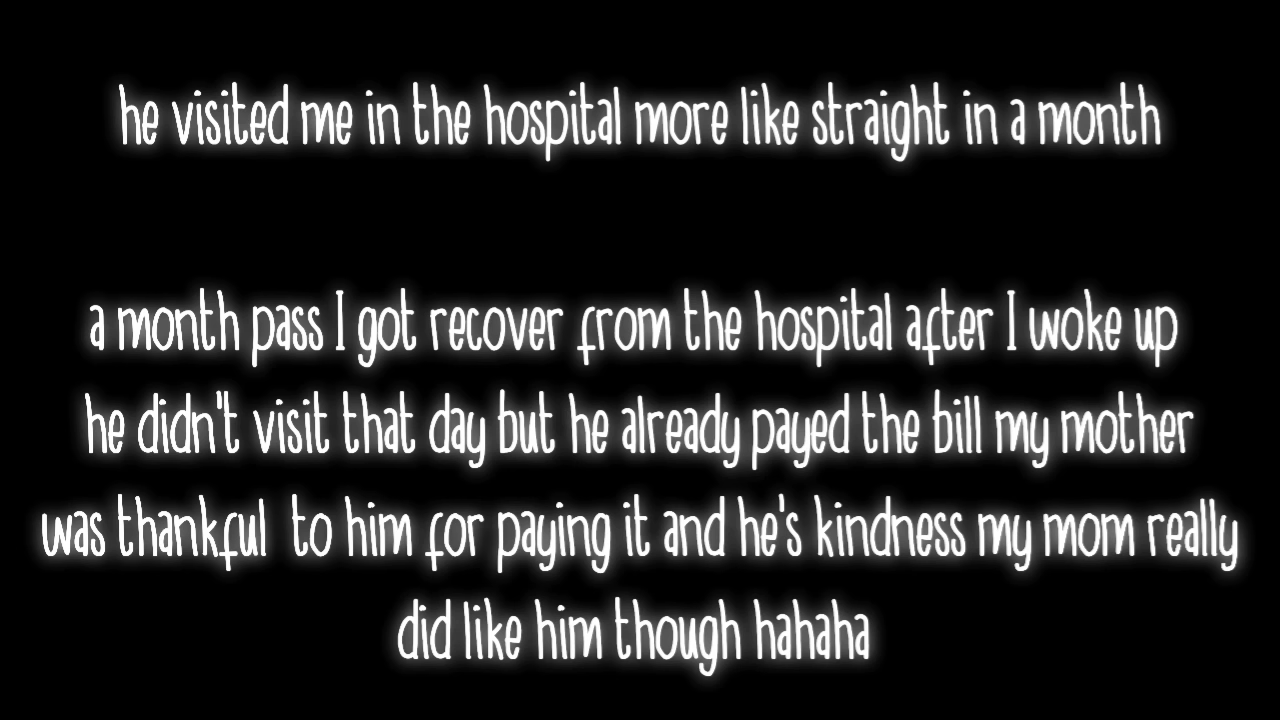 he visited me in the hospital more like straight in a month
a month pass I got recover from the hospital after I woke up
he didn't visit that day but he already payed the bill my mother
was thankful  to him for paying it and he's kindness my mom really
did like him though hahaha